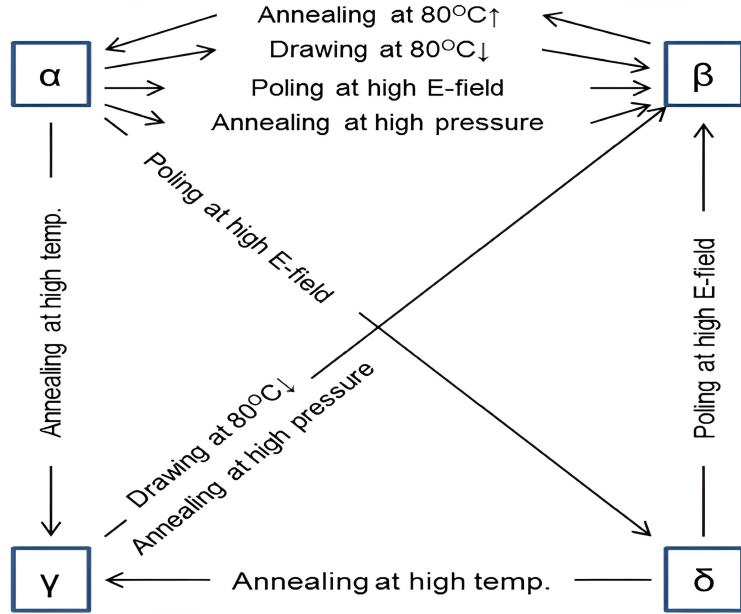 Annealing at 80°C↑
Drawing at 80°C↓
α
β
Poling at high E-field
Annealing at high pressure
Poling at high E-field
Annealing at high temp.
Poling at high E-field
Drawing at 80°C↓
Annealing at high pressure
γ
Annealing at high temp.
δ